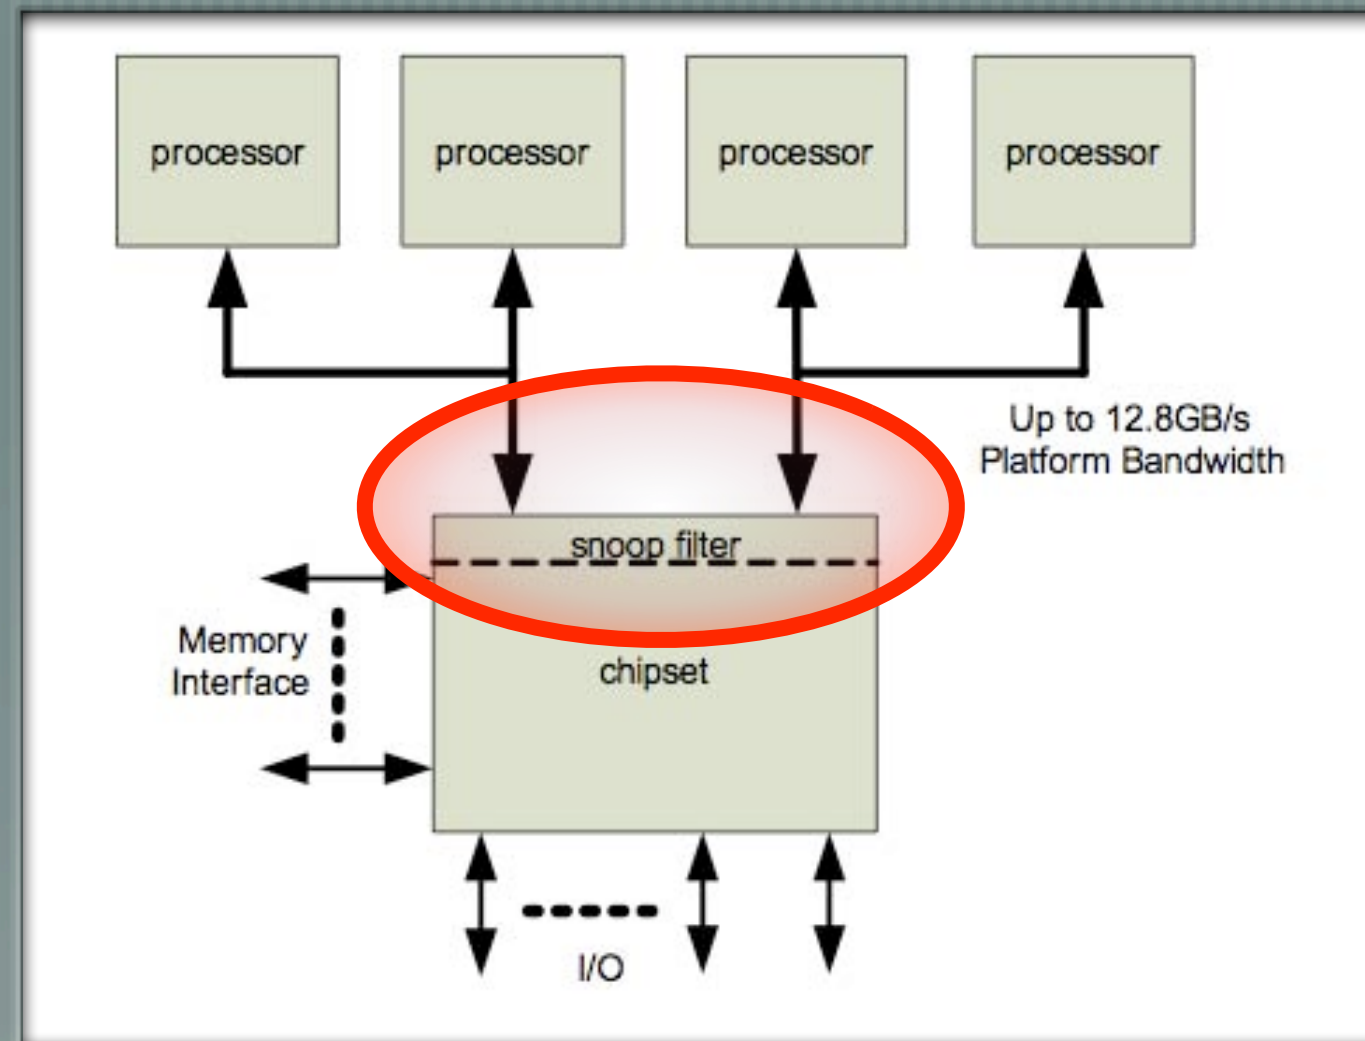 processor
processor
processor
processor
Up to 12.8GB/s
Platform Bandwidth
snoop filter
Memory
Interface
chipset
I/O